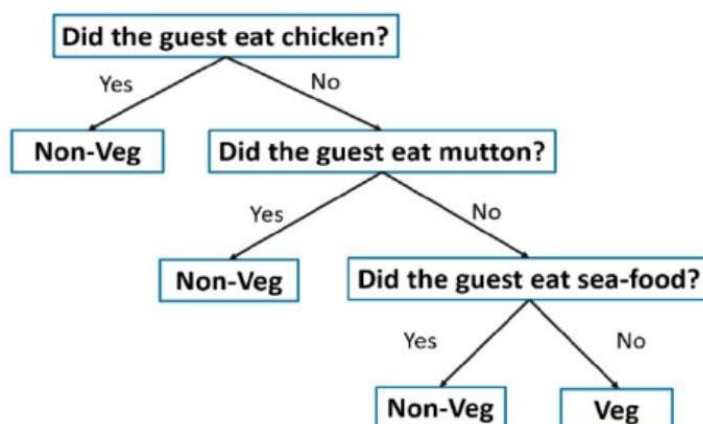 Did the guest eat chicken?
Yes
No
Non-Veg
Did the guest eat mutton?
Yes
No
Non-Veg
Did the guest eat sea-food?
Yes
No
Non-Veg
Veg